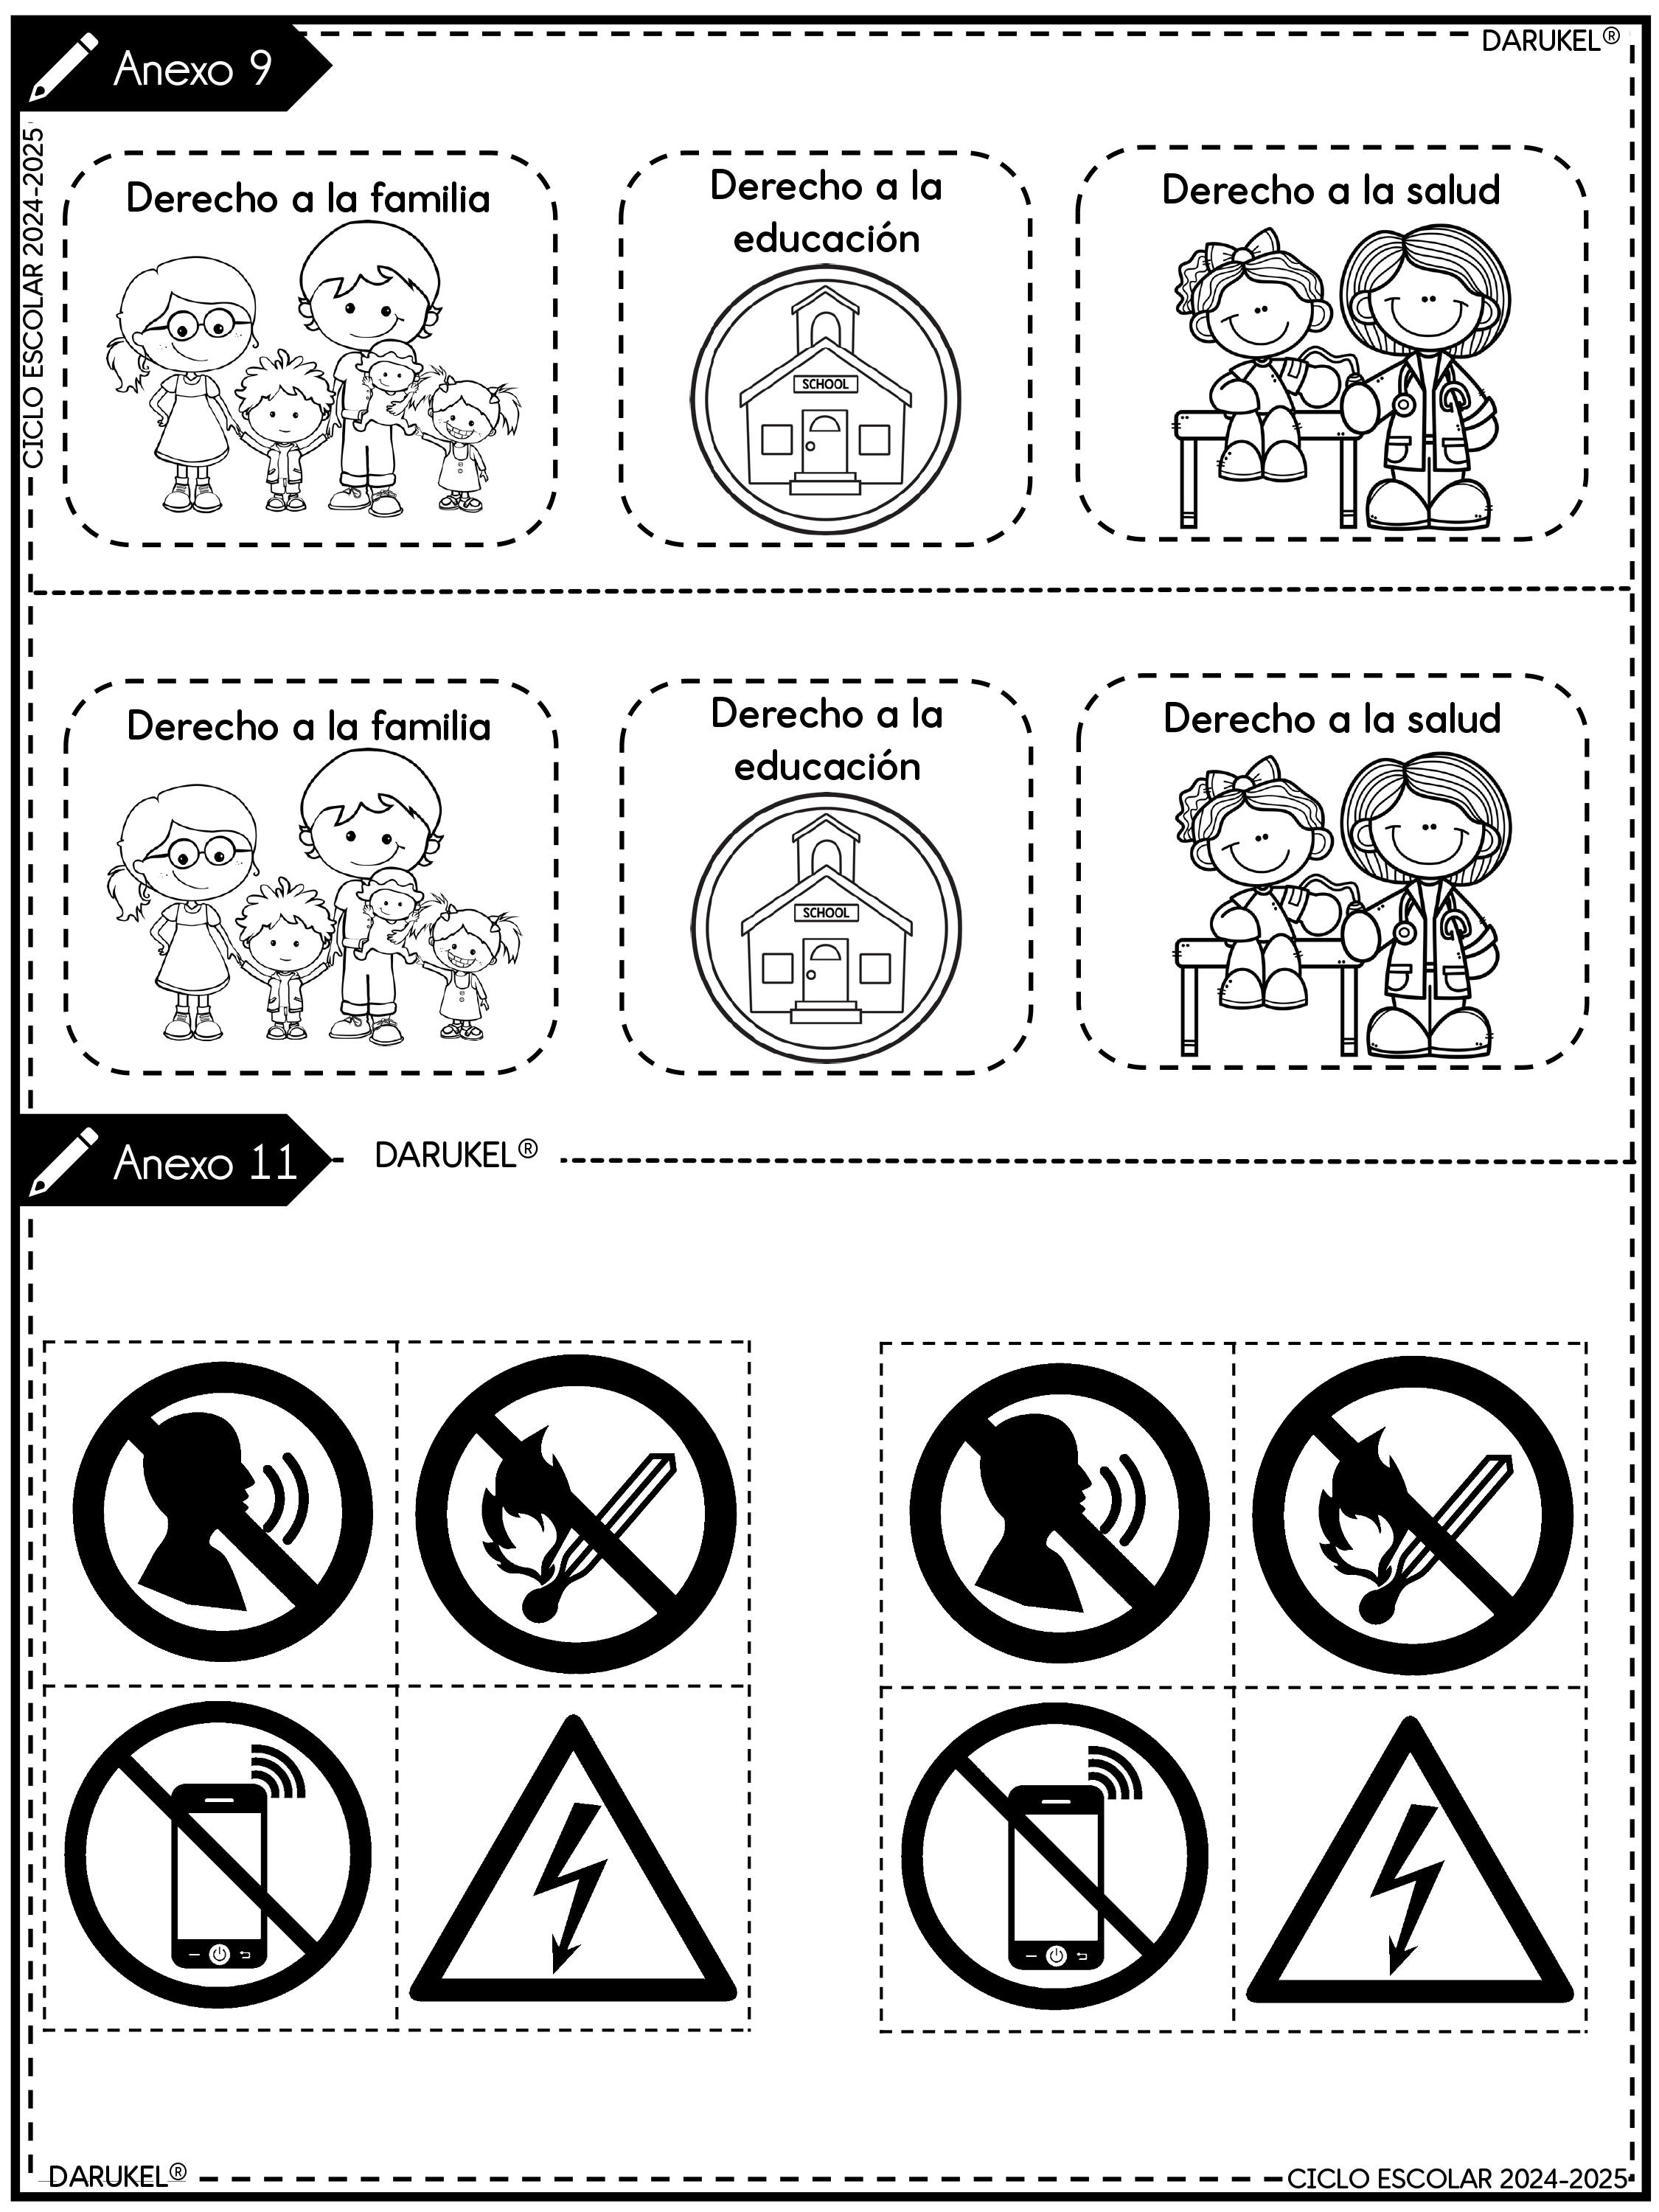 Anexo 9
DARUKEL®
CICLO ESCOLAR 2024-2025
Derecho a la familia
Derecho a la
educación
SCHOOL
Derecho a la salud
Derecho a la familia
Derecho a la
educación
SCHOOL
Derecho a la salud
Anexo 11
DARUKEL®
DARUKEL®
CICLO ESCOLAR 2024-2025